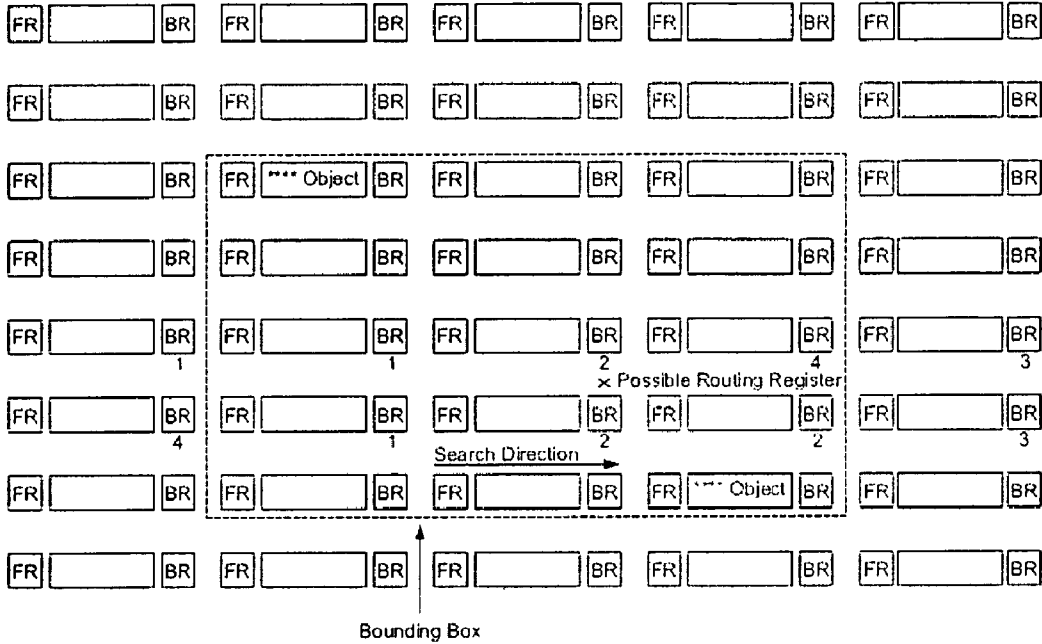 FR BR FR BR FR BR FR BR FR BR
FR BR FR BR FR BR FR BR FR BR
FR BR FR **** Object BR FR BR FR BR FR BR
FR BR FR BR FR BR FR BR FR BR
FR BR FR BR FR BR FR BR FR BR
1 1 2 4 3
× Possible Routing Register
FR BR FR BR FR BR FR BR FR BR
4 1 2 2 3
Search Direction
FR BR FR BR FR BR FR **** Object BR FR BR
FR BR FR BR FR BR FR BR FR BR
Bounding Box